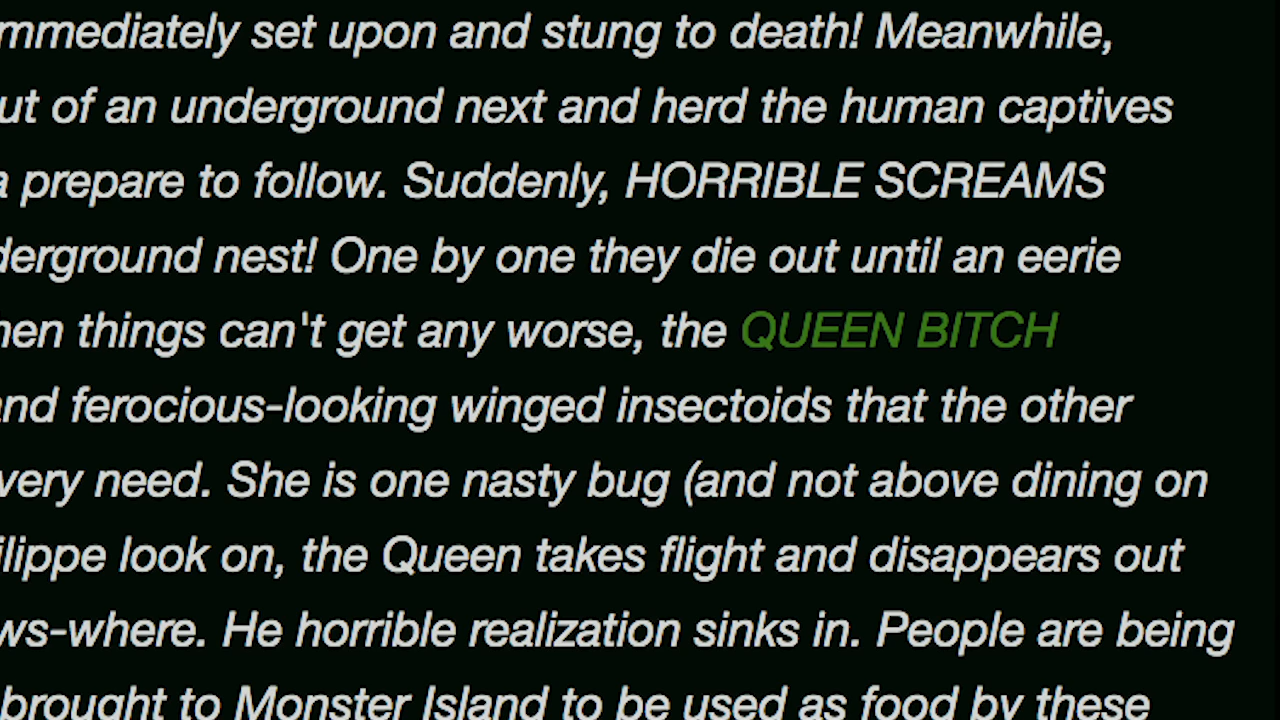 mmediately set upon and stung to death! Meanwhile,
ut of an underground next and herd the human captives
a prepare to follow. Suddenly, HORRIBLE SCREAMS
derground nest! One by one they die out until an eerie
hen things can't get any worse, the QUEEN BITCH
and ferocious-looking winged insectoids that the other
very need. She is one nasty bug (and not above dining on
ilippe look on, the Queen takes flight and disappears out
ws-where. He horrible realization sinks in. People are being
brought to Monster Island to be used as food by these